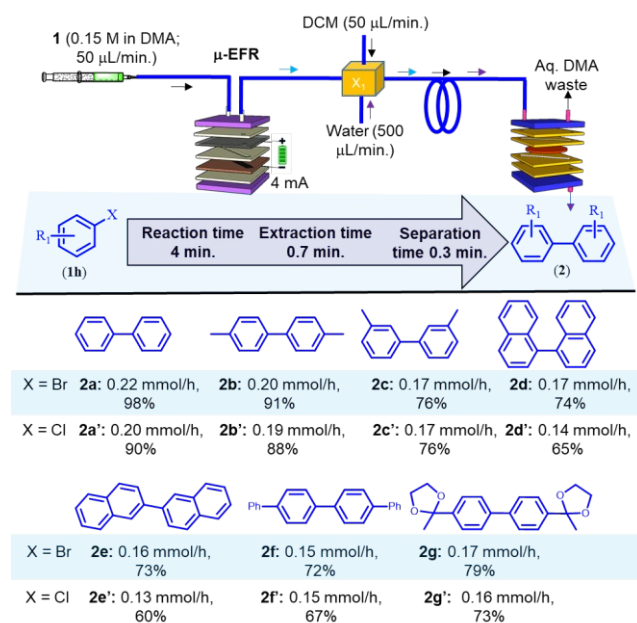 1 (0.15 M in DMA;
50 μL/min.)
μ-EFR
DCM (50 μL/min.)
X₁
Water (500
μL/min.)
Aq. DMA
waste
+
-
4 mA
X
R₁
(1h)
Reaction time
4 min.
Extraction time
0.7 min.
Separation
time 0.3 min.
R₁ R₁
(2)
X = Br 2a: 0.22 mmol/h, 2b: 0.20 mmol/h, 2c: 0.17 mmol/h, 2d: 0.17 mmol/h,
98% 91% 76% 74%
X = Cl 2a’: 0.20 mmol/h, 2b’: 0.19 mmol/h, 2c’: 0.17 mmol/h, 2d’: 0.14 mmol/h,
90% 88% 76% 65%
Ph Ph
O O
O O
X = Br 2e: 0.16 mmol/h, 2f: 0.15 mmol/h, 2g: 0.17 mmol/h,
73% 72% 79%
X = Cl 2e’: 0.13 mmol/h, 2f’: 0.15 mmol/h, 2g’: 0.16 mmol/h,
60% 67% 73%